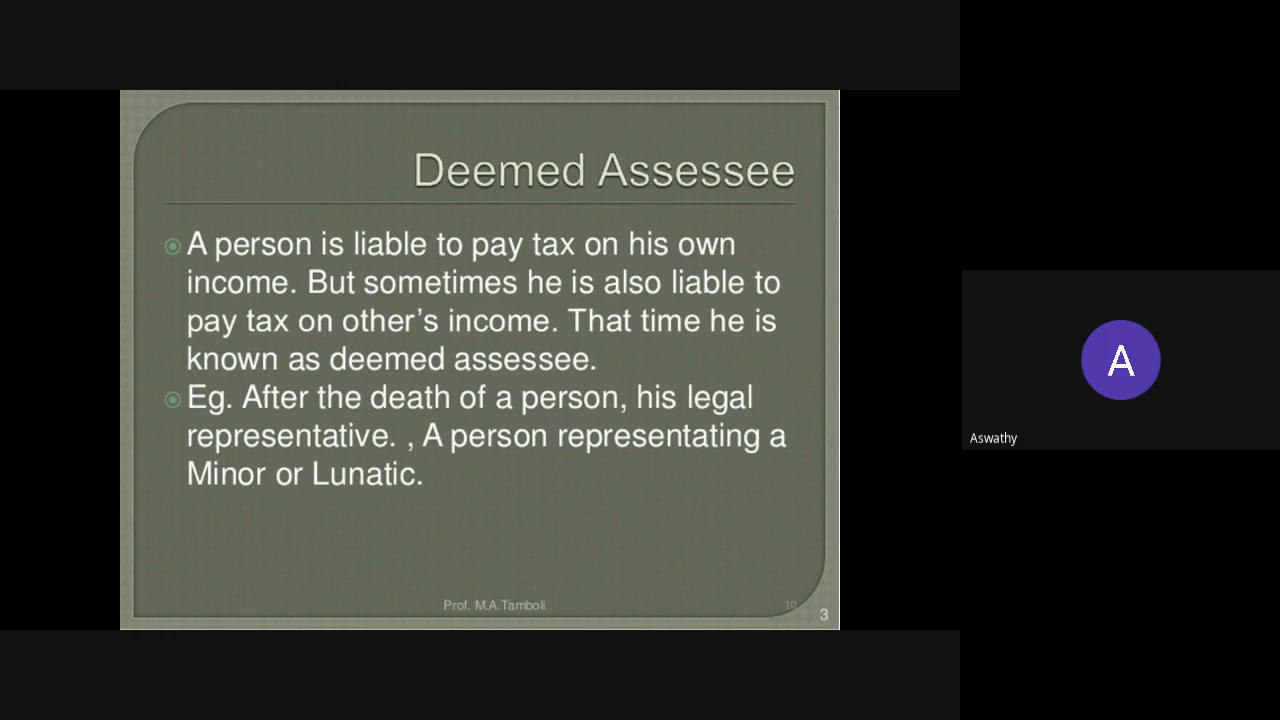 Deemed Assessee
A person is liable to pay tax on his own
income. But sometimes he is also liable to
pay tax on other’s income. That time he is
known as deemed assessee.
Eg. After the death of a person, his legal
representative. , A person representating a
Minor or Lunatic.
Prof. M.A.Tamboli
10
3
A
Aswathy